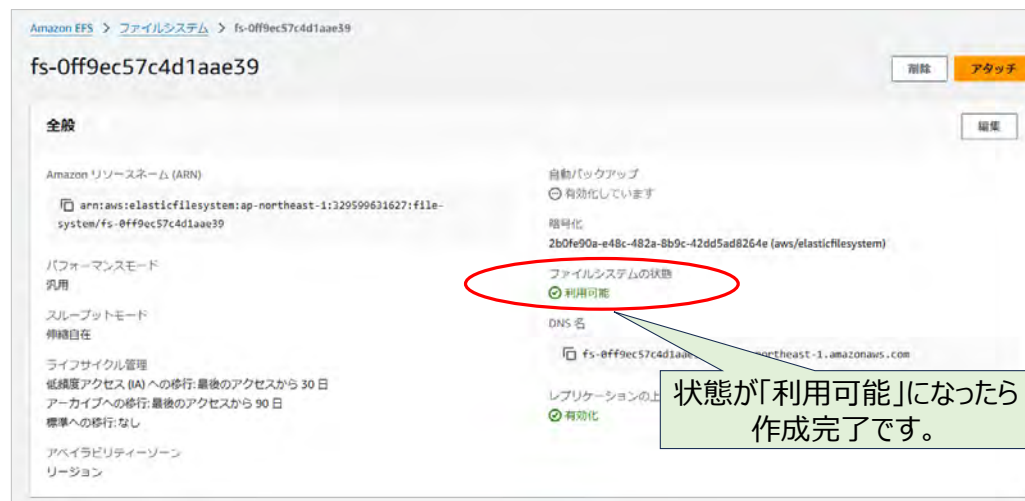 Amazon EFS > ファイルシステム > fs-0ff9ec57c4d1aae39
fs-0ff9ec57c4d1aae39
削除
アタッチ
全般
編集
Amazon リソースネーム (ARN)
arn:aws:elasticfilesystem:ap-northeast-1:329599631627:file-
system/fs-0ff9ec57c4d1aae39
パフォーマンスモード
汎用
スループットモード
伸縮自在
ライフサイクル管理
低頻度アクセス (IA) への移行: 最後のアクセスから 30 日
アーカイブへの移行: 最後のアクセスから 90 日
標準への移行: なし
アベイラビリティーゾーン
リージョン
自動バックアップ
有効化しています
暗号化
2b0fe90a-e48c-482a-8b9c-42dd5ad8264e (aws/elasticfilesystem)
ファイルシステムの状態
利用可能
DNS 名
fs-0ff9ec57c4d1aae northeast-1.amazonaws.com
レプリケーションの上
有効化
状態が「利用可能」になったら
作成完了です。